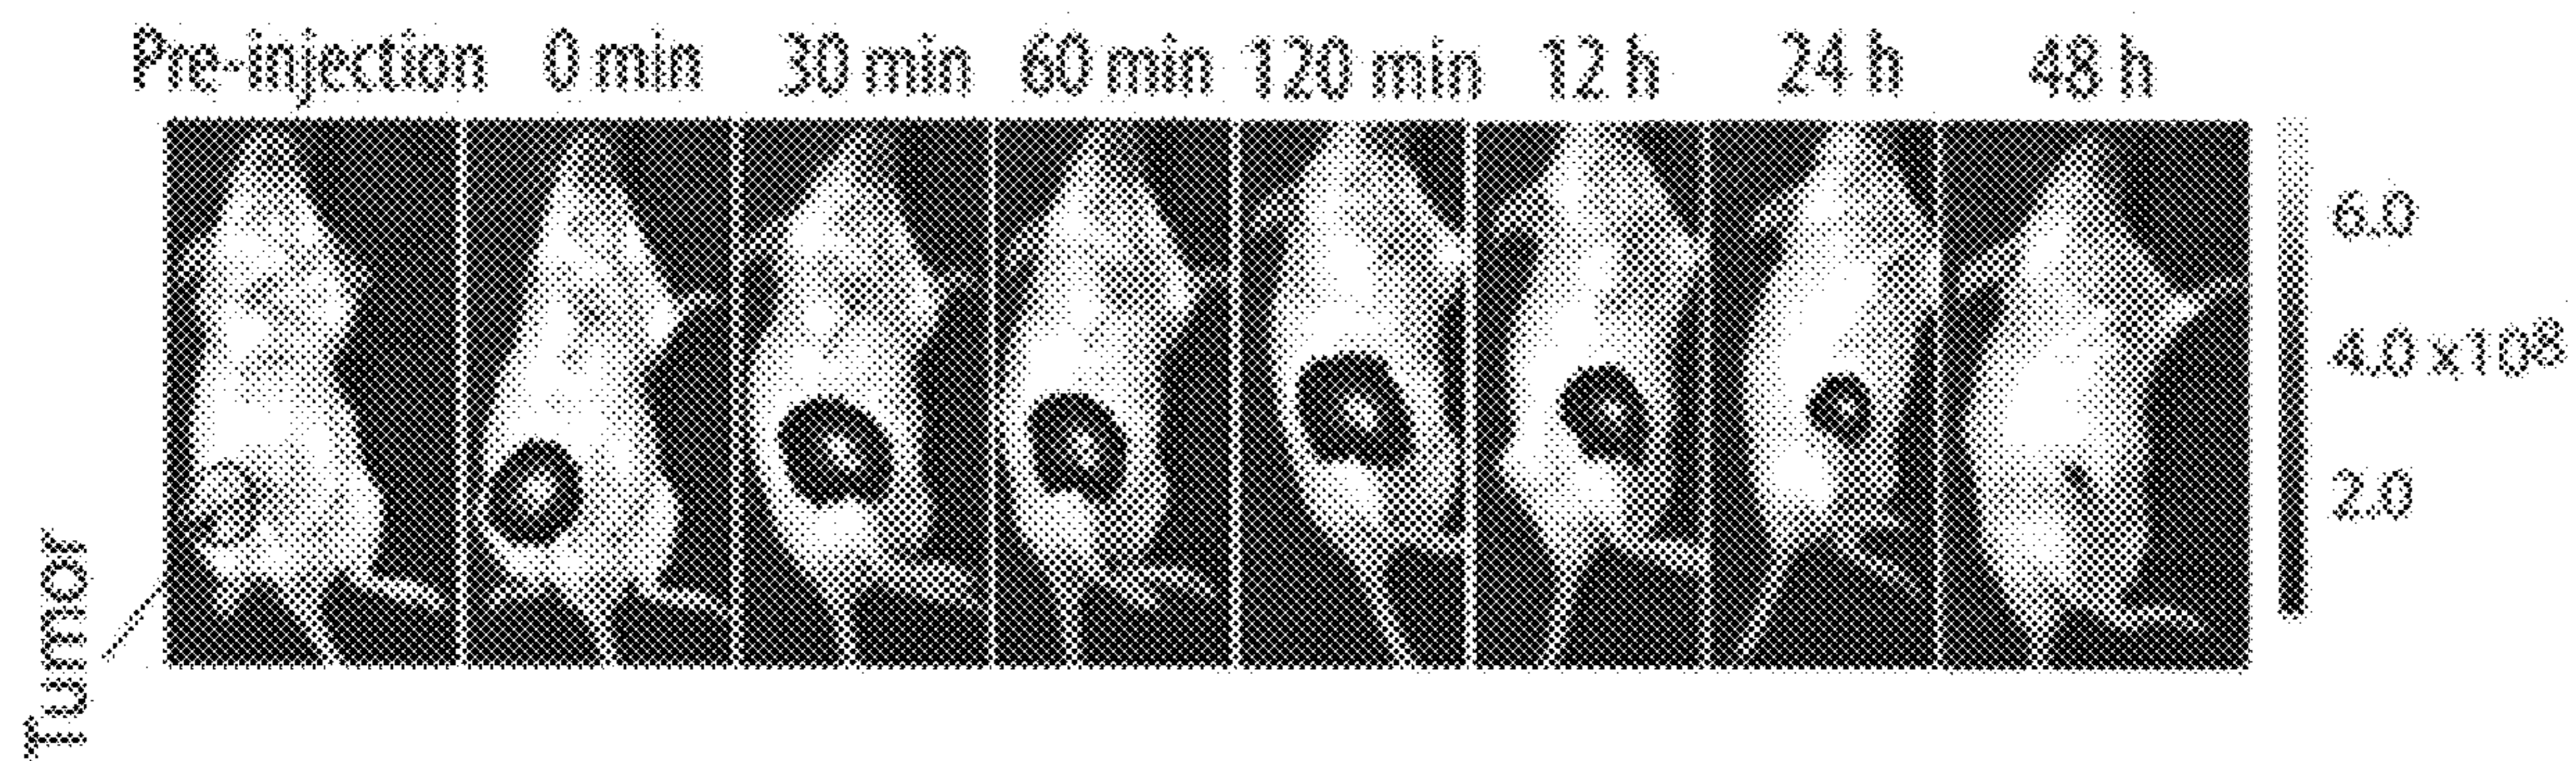 Pre-injection 0 min 30 min 60 min 120 min 12 h 24 h 48 h
6.0
4.0 x10⁸
2.0
Tumor